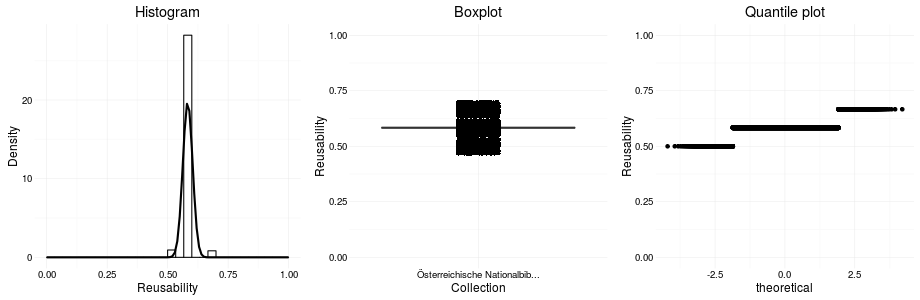 Histogram
Density
20
10
0
0.00 0.25 0.50 0.75 1.00
Reusability
Boxplot
Reusability
1.00
0.75
0.50
0.25
0.00
Österreichische Nationalbib...
Collection
Quantile plot
Reusability
1.00
0.75
0.50
0.25
0.00
-2.5 0.0 2.5
theoretical